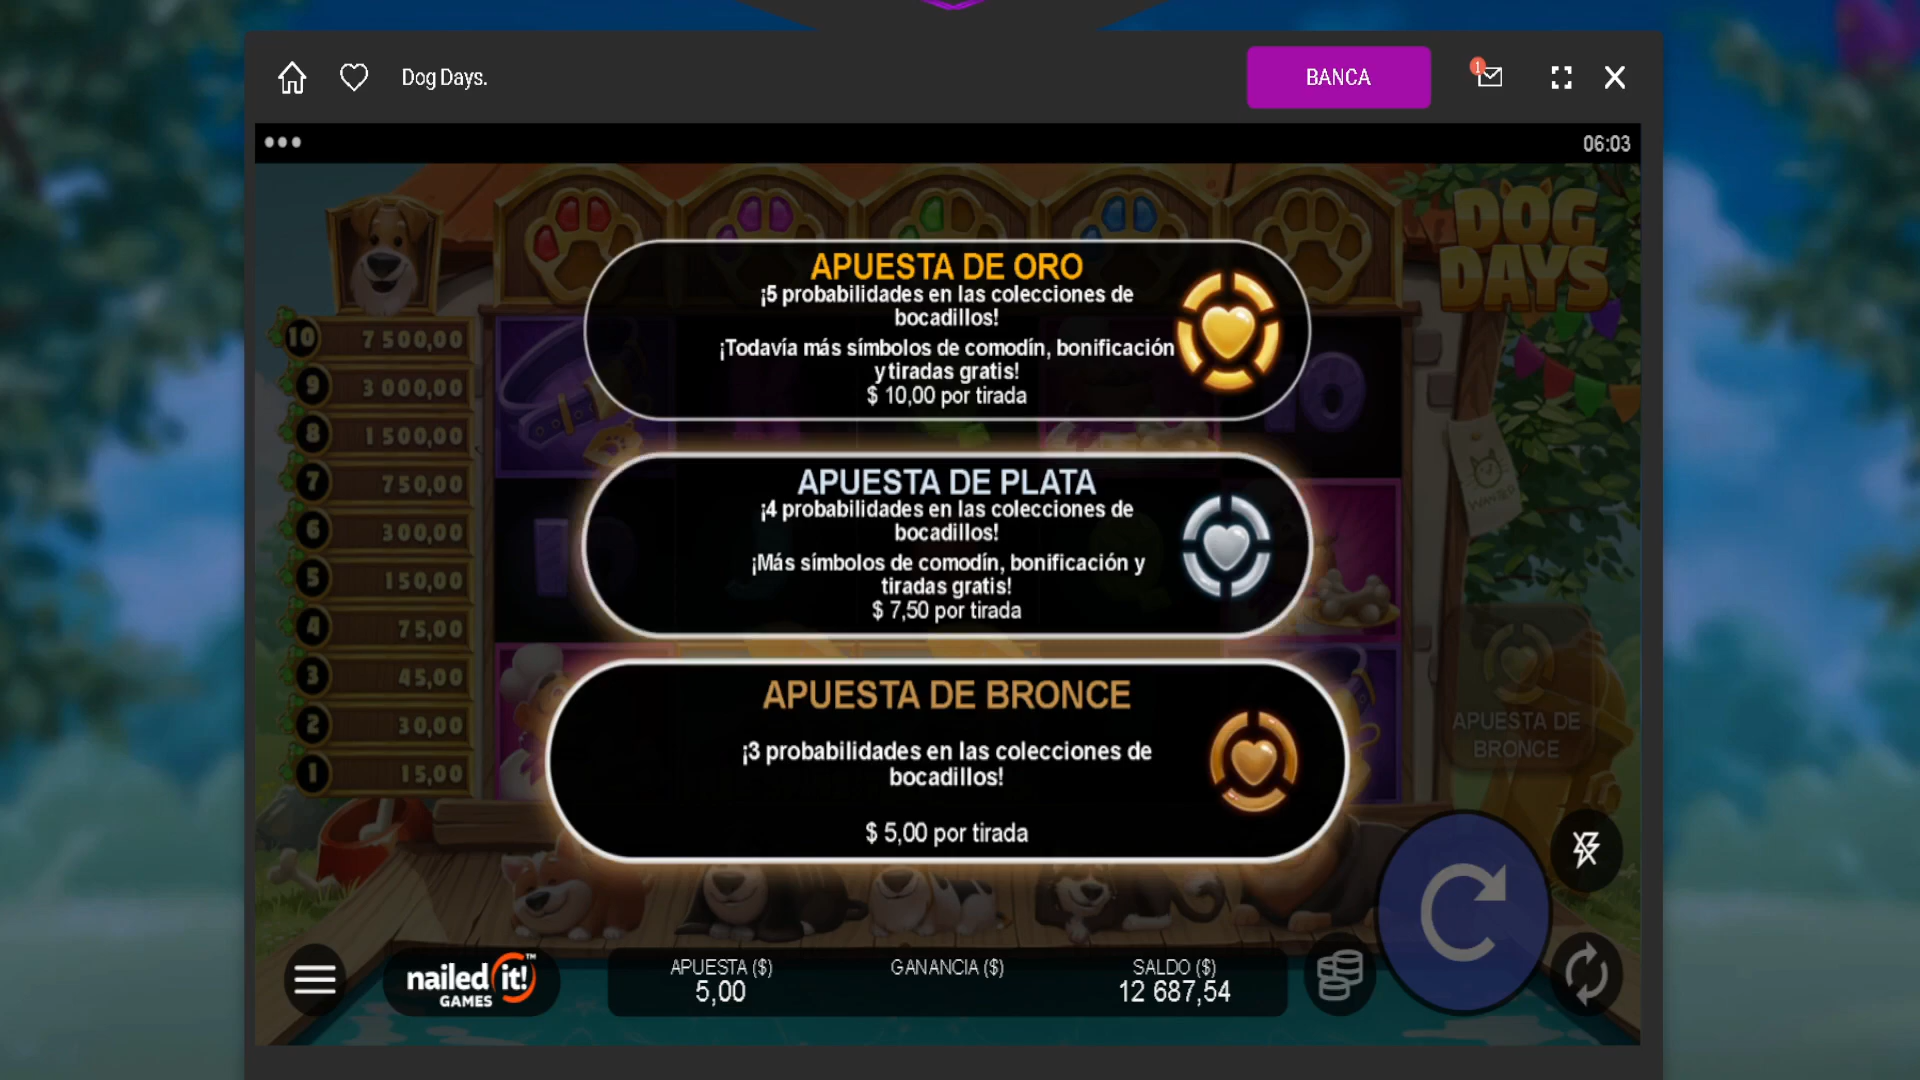 Dog Days.
BANCA
1
06:03
DOG
DAYS
APUESTA DE ORO
¡5 probabilidades en las colecciones de
bocadillos!
¡Todavía más símbolos de comodín, bonificación
y tiradas gratis!
$ 10,00 por tirada
10 7 500,00
9 3 000,00
8 1 500,00
7 750,00
6 300,00
5 150,00
4 75,00
3 45,00
2 30,00
1 15,00
10
APUESTA DE PLATA
¡4 probabilidades en las colecciones de
bocadillos!
¡Más símbolos de comodín, bonificación y
tiradas gratis!
$ 7,50 por tirada
APUESTA DE BRONCE
¡3 probabilidades en las colecciones de
bocadillos!
$ 5,00 por tirada
APUESTA DE
BRONCE
nailed it!™
GAMES
APUESTA ($)
5,00
GANANCIA ($)
SALDO ($)
12 687,54